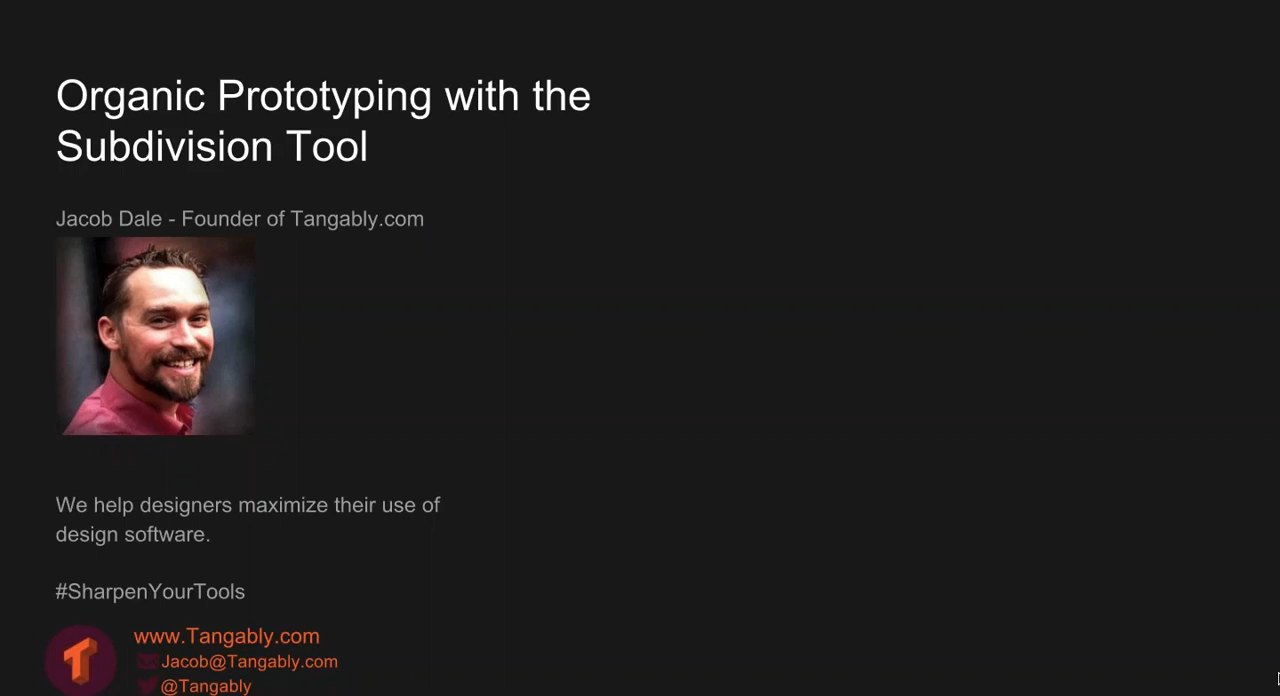 Organic Prototyping with the
Subdivision Tool
Jacob Dale - Founder of Tangably.com
We help designers maximize their use of
design software.
#SharpenYourTools
www.Tangably.com
Jacob@Tangably.com
@Tangably